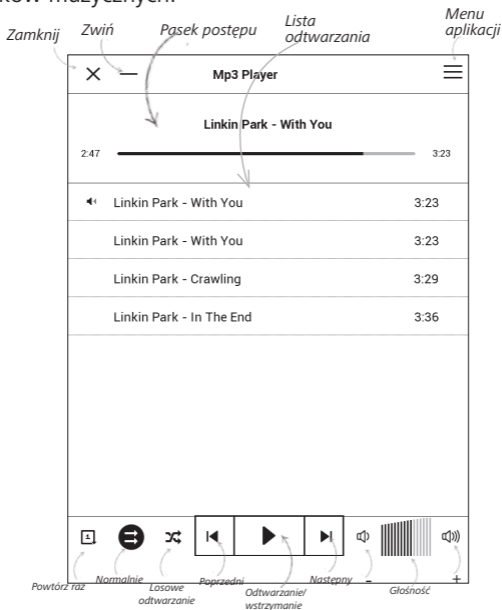 ków muzycznych.
Zamknij
Zwiń
Pasek postępu
Lista
odtwarzania
Menu
aplikacji
Mp3 Player
Linkin Park - With You
2:47
3:23
Linkin Park - With You 3:23
Linkin Park - With You 3:23
Linkin Park - Crawling 3:29
Linkin Park - In The End 3:36
1
Powtórz raz
Normalnie
Losowe
odtwarzanie
Poprzedni
Odtwarzanie/
wstrzymanie
Następny
-
Głośność
+